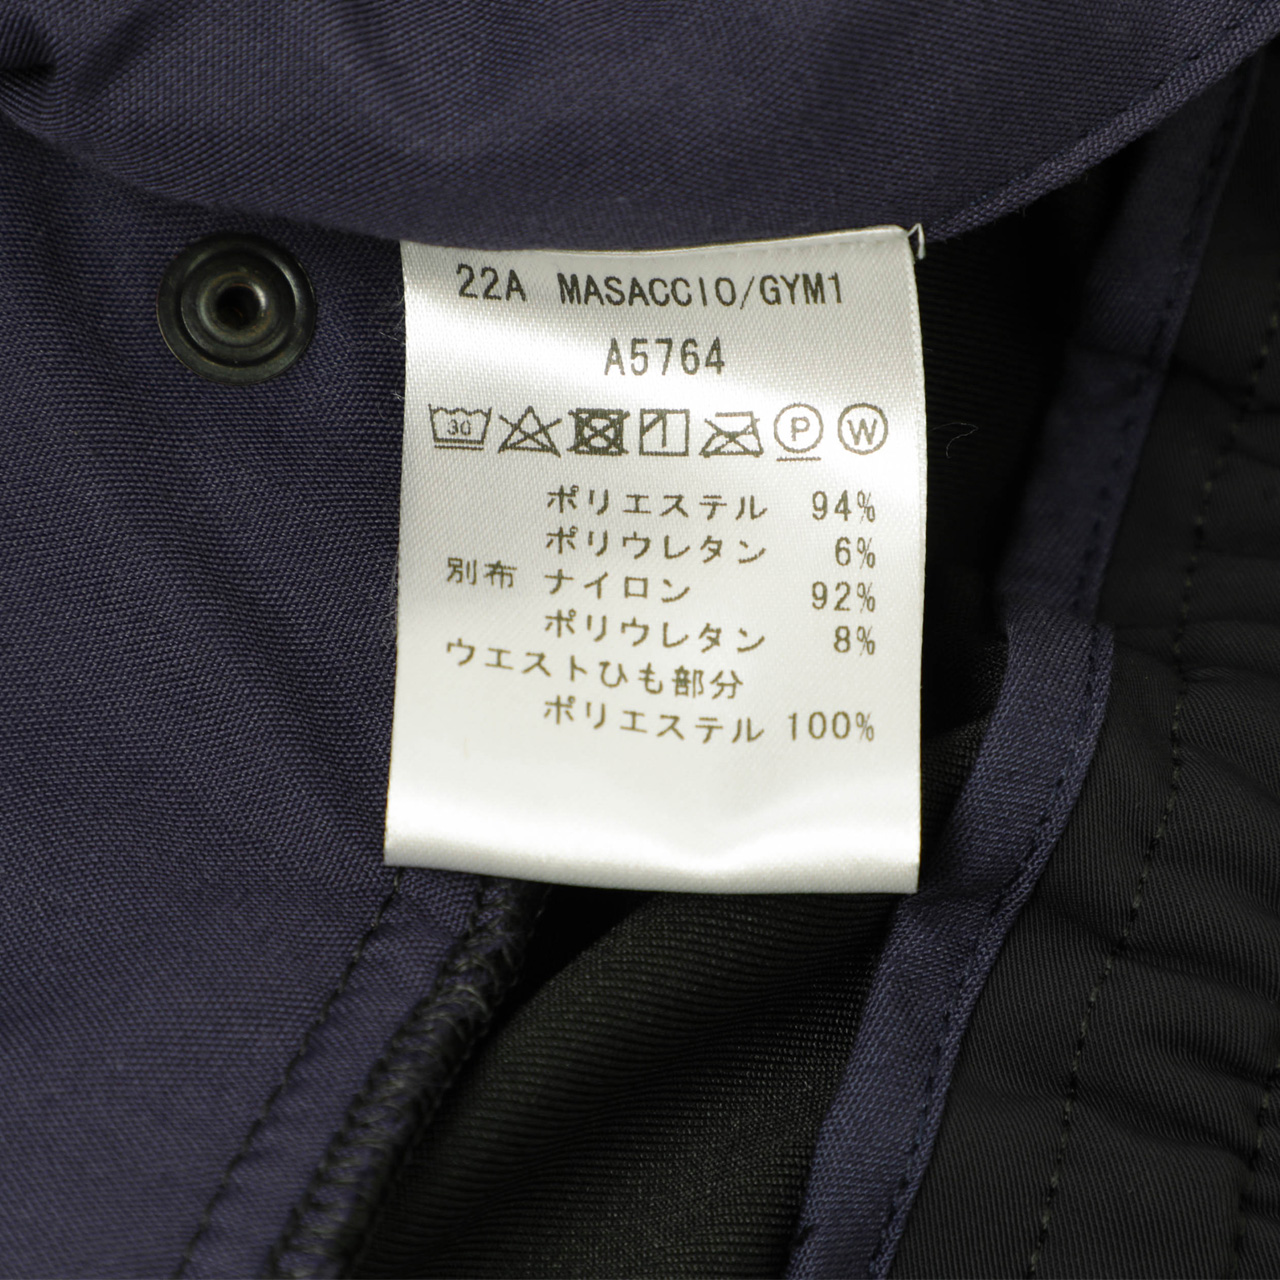 22A MASACCIO/GYM1
A5764
30 P W
ポリエステル 94%
ポリウレタン 6%
別布 ナイロン 92%
ポリウレタン 8%
ウエストひも部分
ポリエステル 100%